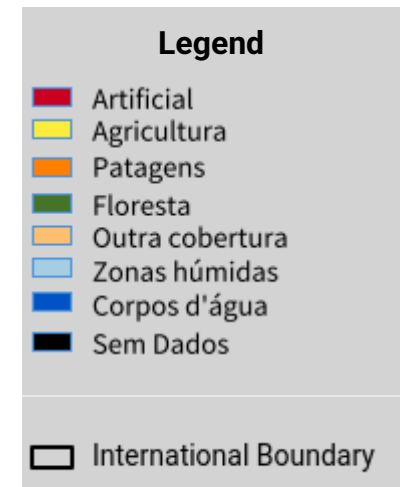 Legend
Artificial
Agricultura
Patagens
Floresta
Outra cobertura
Zonas húmidas
Corpos d'água
Sem Dados
International Boundary